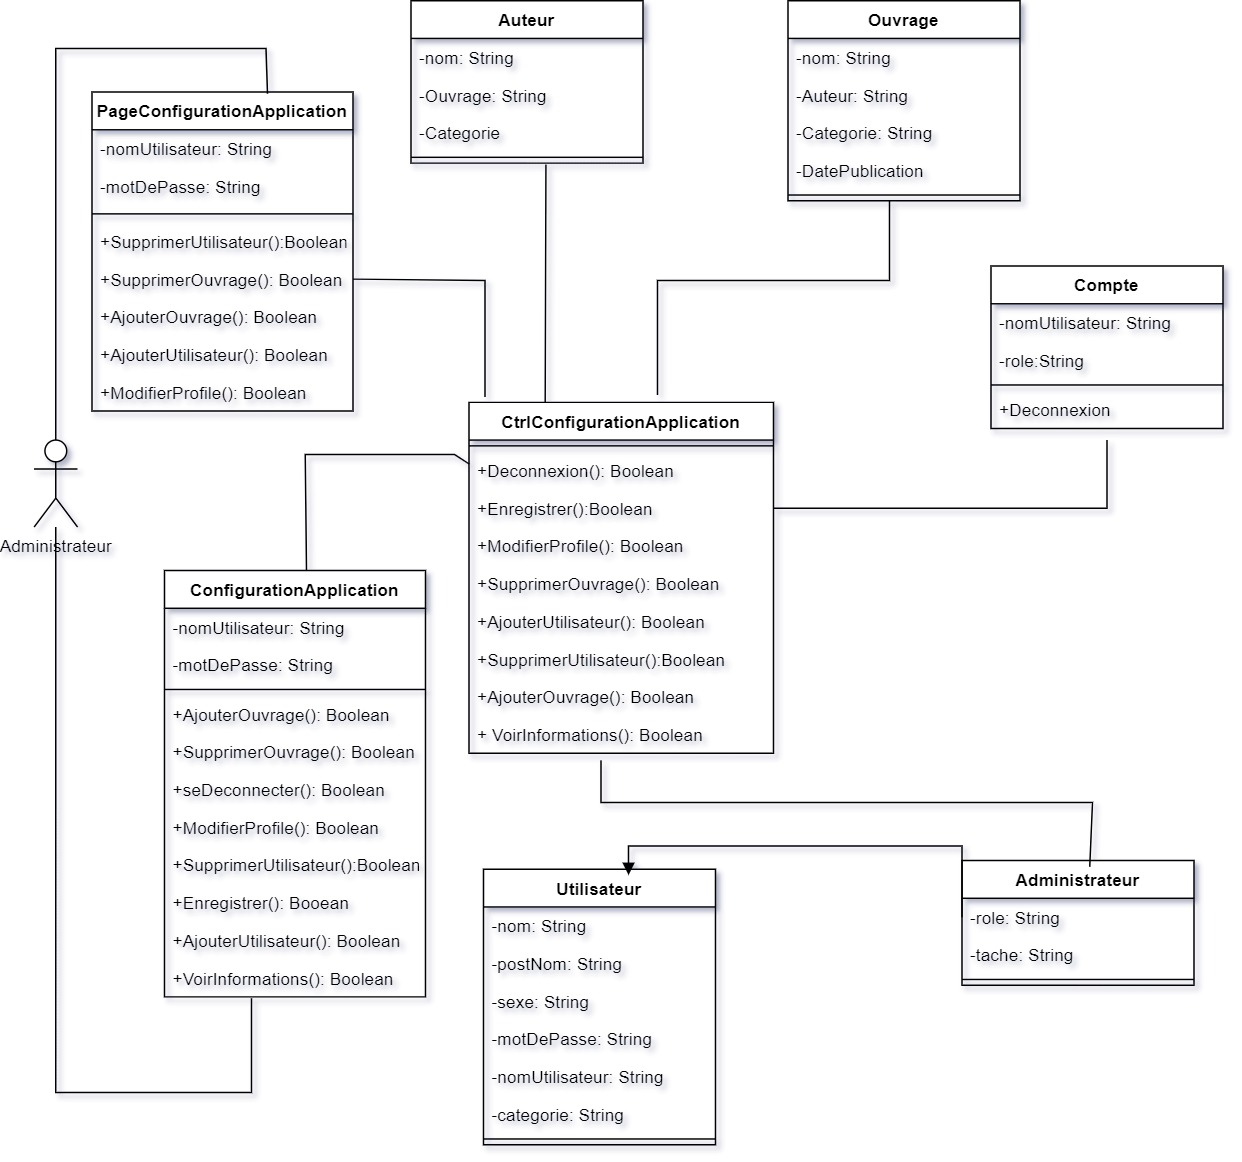 Auteur
-nom: String
-Ouvrage: String
-Categorie
Ouvrage
-nom: String
-Auteur: String
-Categorie: String
-DatePublication
PageConfigurationApplication
-nomUtilisateur: String
-motDePasse: String
+SupprimerUtilisateur():Boolean
+SupprimerOuvrage(): Boolean
+AjouterOuvrage(): Boolean
+AjouterUtilisateur(): Boolean
+ModifierProfile(): Boolean
Compte
-nomUtilisateur: String
-role:String
+Deconnexion
CtrlConfigurationApplication
+Deconnexion(): Boolean
+Enregistrer():Boolean
+ModifierProfile(): Boolean
+SupprimerOuvrage(): Boolean
+AjouterUtilisateur(): Boolean
+SupprimerUtilisateur():Boolean
+AjouterOuvrage(): Boolean
+ VoirInformations(): Boolean
Administrateur
ConfigurationApplication
-nomUtilisateur: String
-motDePasse: String
+AjouterOuvrage(): Boolean
+SupprimerOuvrage(): Boolean
+seDeconnecter(): Boolean
+ModifierProfile(): Boolean
+SupprimerUtilisateur():Boolean
+Enregistrer(): Booean
+AjouterUtilisateur(): Boolean
+VoirInformations(): Boolean
Utilisateur
-nom: String
-postNom: String
-sexe: String
-motDePasse: String
-nomUtilisateur: String
-categorie: String
Administrateur
-role: String
-tache: String